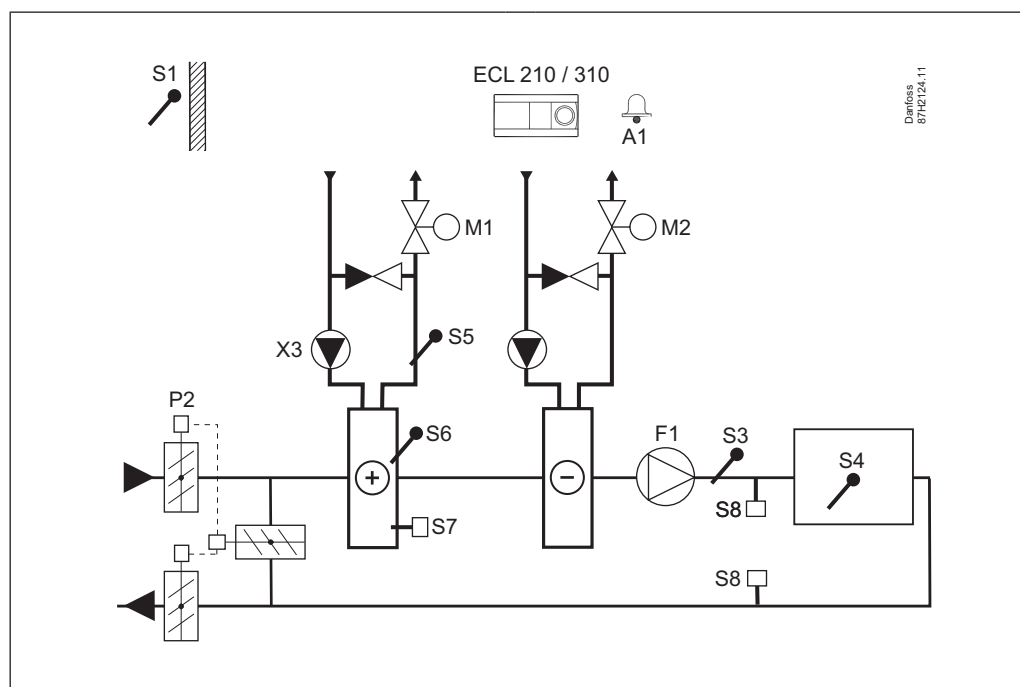 S1
ECL 210 / 310
A1
Danfoss
87H2124.11
M1
M2
X3
S5
P2
S6
F1
S3
S4
+
−
S7
S8
S8